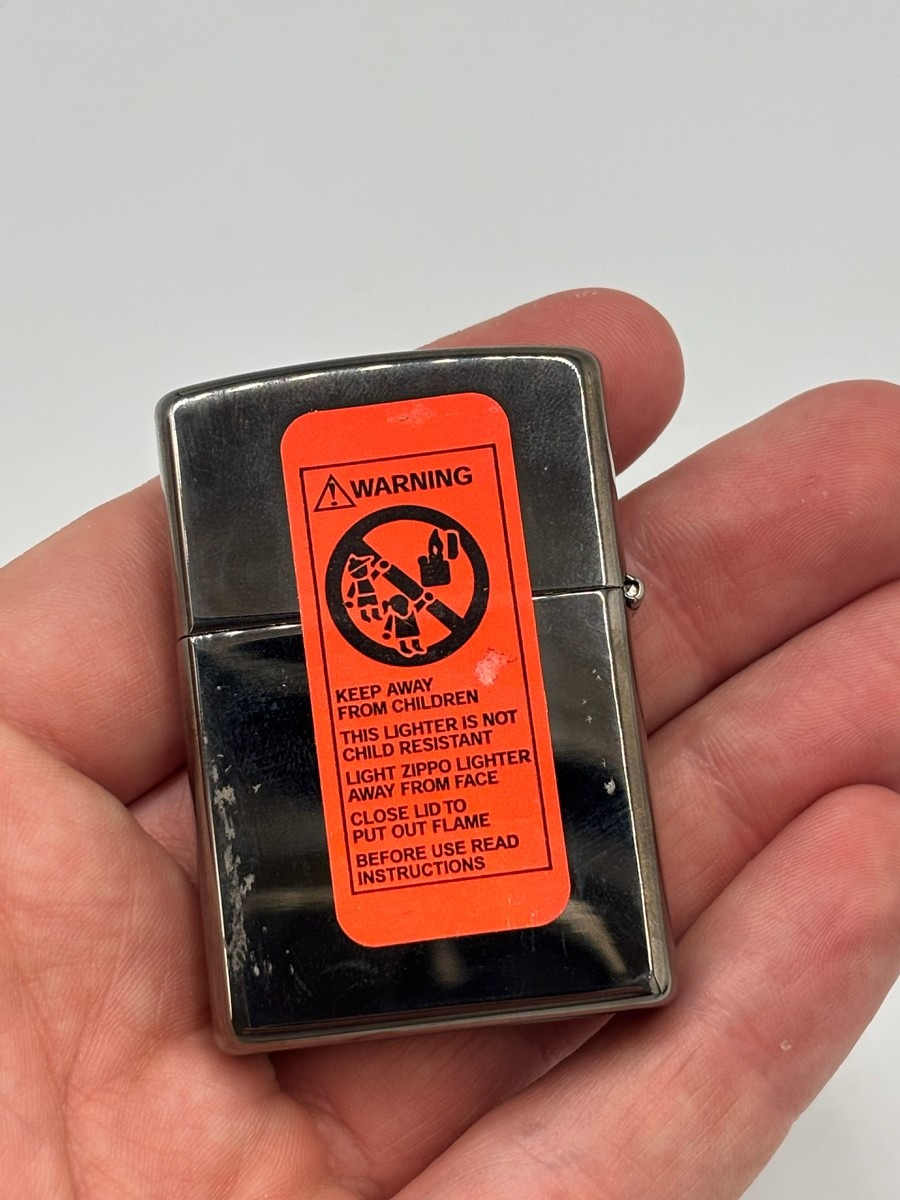 WARNING
KEEP AWAY
FROM CHILDREN
THIS LIGHTER IS NOT
CHILD RESISTANT
LIGHT ZIPPO LIGHTER
AWAY FROM FACE
CLOSE LID TO
PUT OUT FLAME
BEFORE USE READ
INSTRUCTIONS